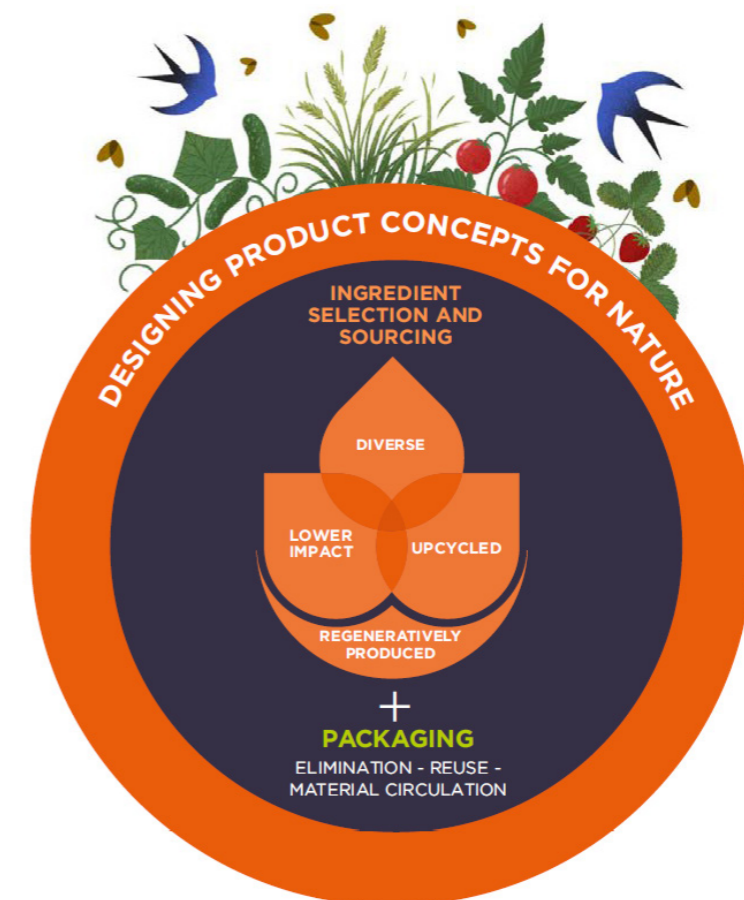 DESIGNING PRODUCT CONCEPTS FOR NATURE
INGREDIENT
SELECTION AND
SOURCING
DIVERSE
LOWER
IMPACT
UPCYCLED
REGENERATIVELY
PRODUCED
+
PACKAGING
ELIMINATION - REUSE -
MATERIAL CIRCULATION